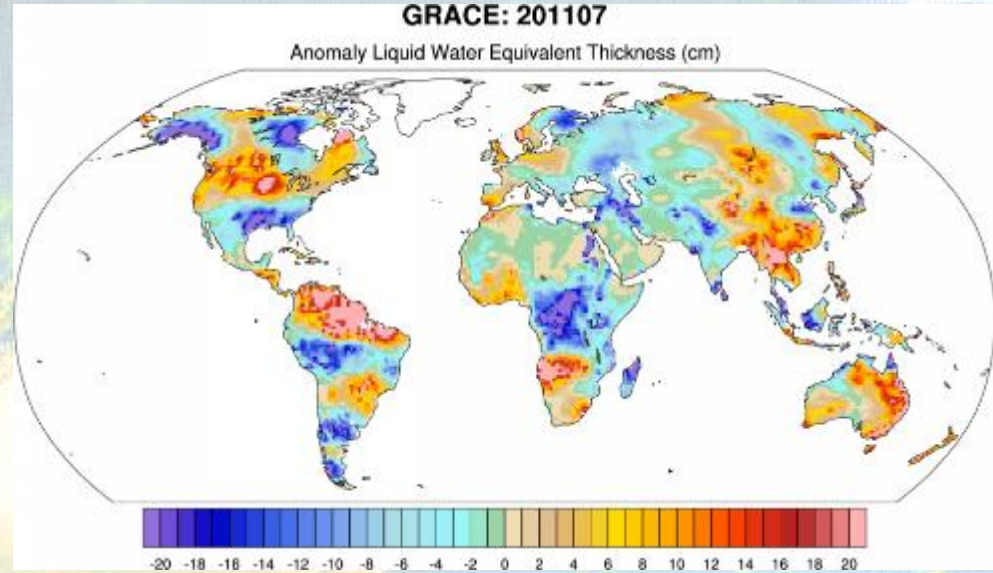 GRACE: 201107
Anomaly Liquid Water Equivalent Thickness (cm)
-20 -18 -16 -14 -12 -10 -8 -6 -4 -2 0 2 4 6 8 10 12 14 16 18 20